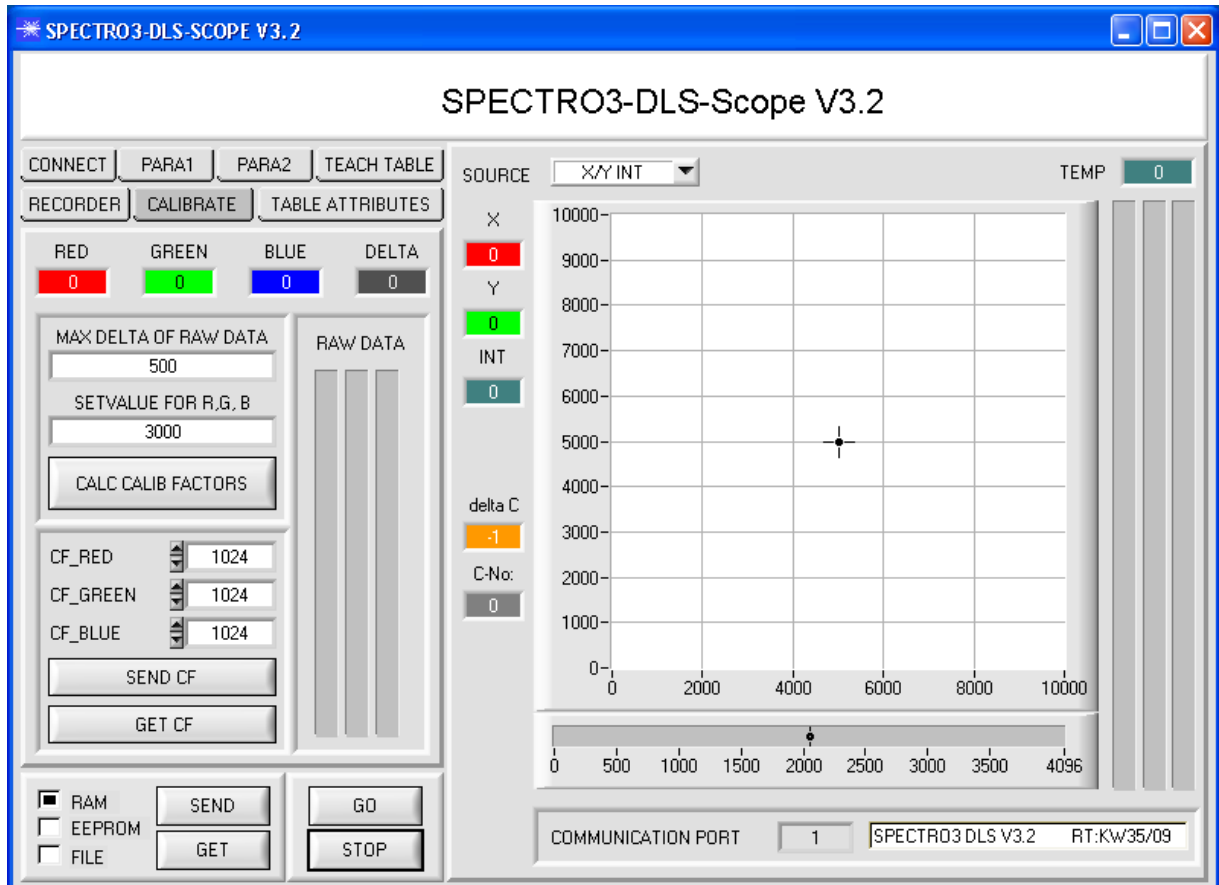 SPECTRO3-DLS-SCOPE V3.2
SPECTRO3-DLS-Scope V3.2
CONNECT PARA1 PARA2 TEACH TABLE
RECORDER CALIBRATE TABLE ATTRIBUTES
RED GREEN BLUE DELTA
0 0 0 0
MAX DELTA OF RAW DATA
500
SETVALUE FOR R,G, B
3000
CALC CALIB FACTORS
CF_RED 1024
CF_GREEN 1024
CF_BLUE 1024
SEND CF
GET CF
RAW DATA
RAM
EEPROM
FILE
SEND
GET
GO
STOP
SOURCE X/Y INT
TEMP 0
X
0
Y
0
INT
0
delta C
-1
C-No:
0
10000
9000
8000
7000
6000
5000
4000
3000
2000
1000
0
0 2000 4000 6000 8000 10000
0 500 1000 1500 2000 2500 3000 3500 4096
COMMUNICATION PORT 1 SPECTRO3 DLS V3.2 RT:KW35/09